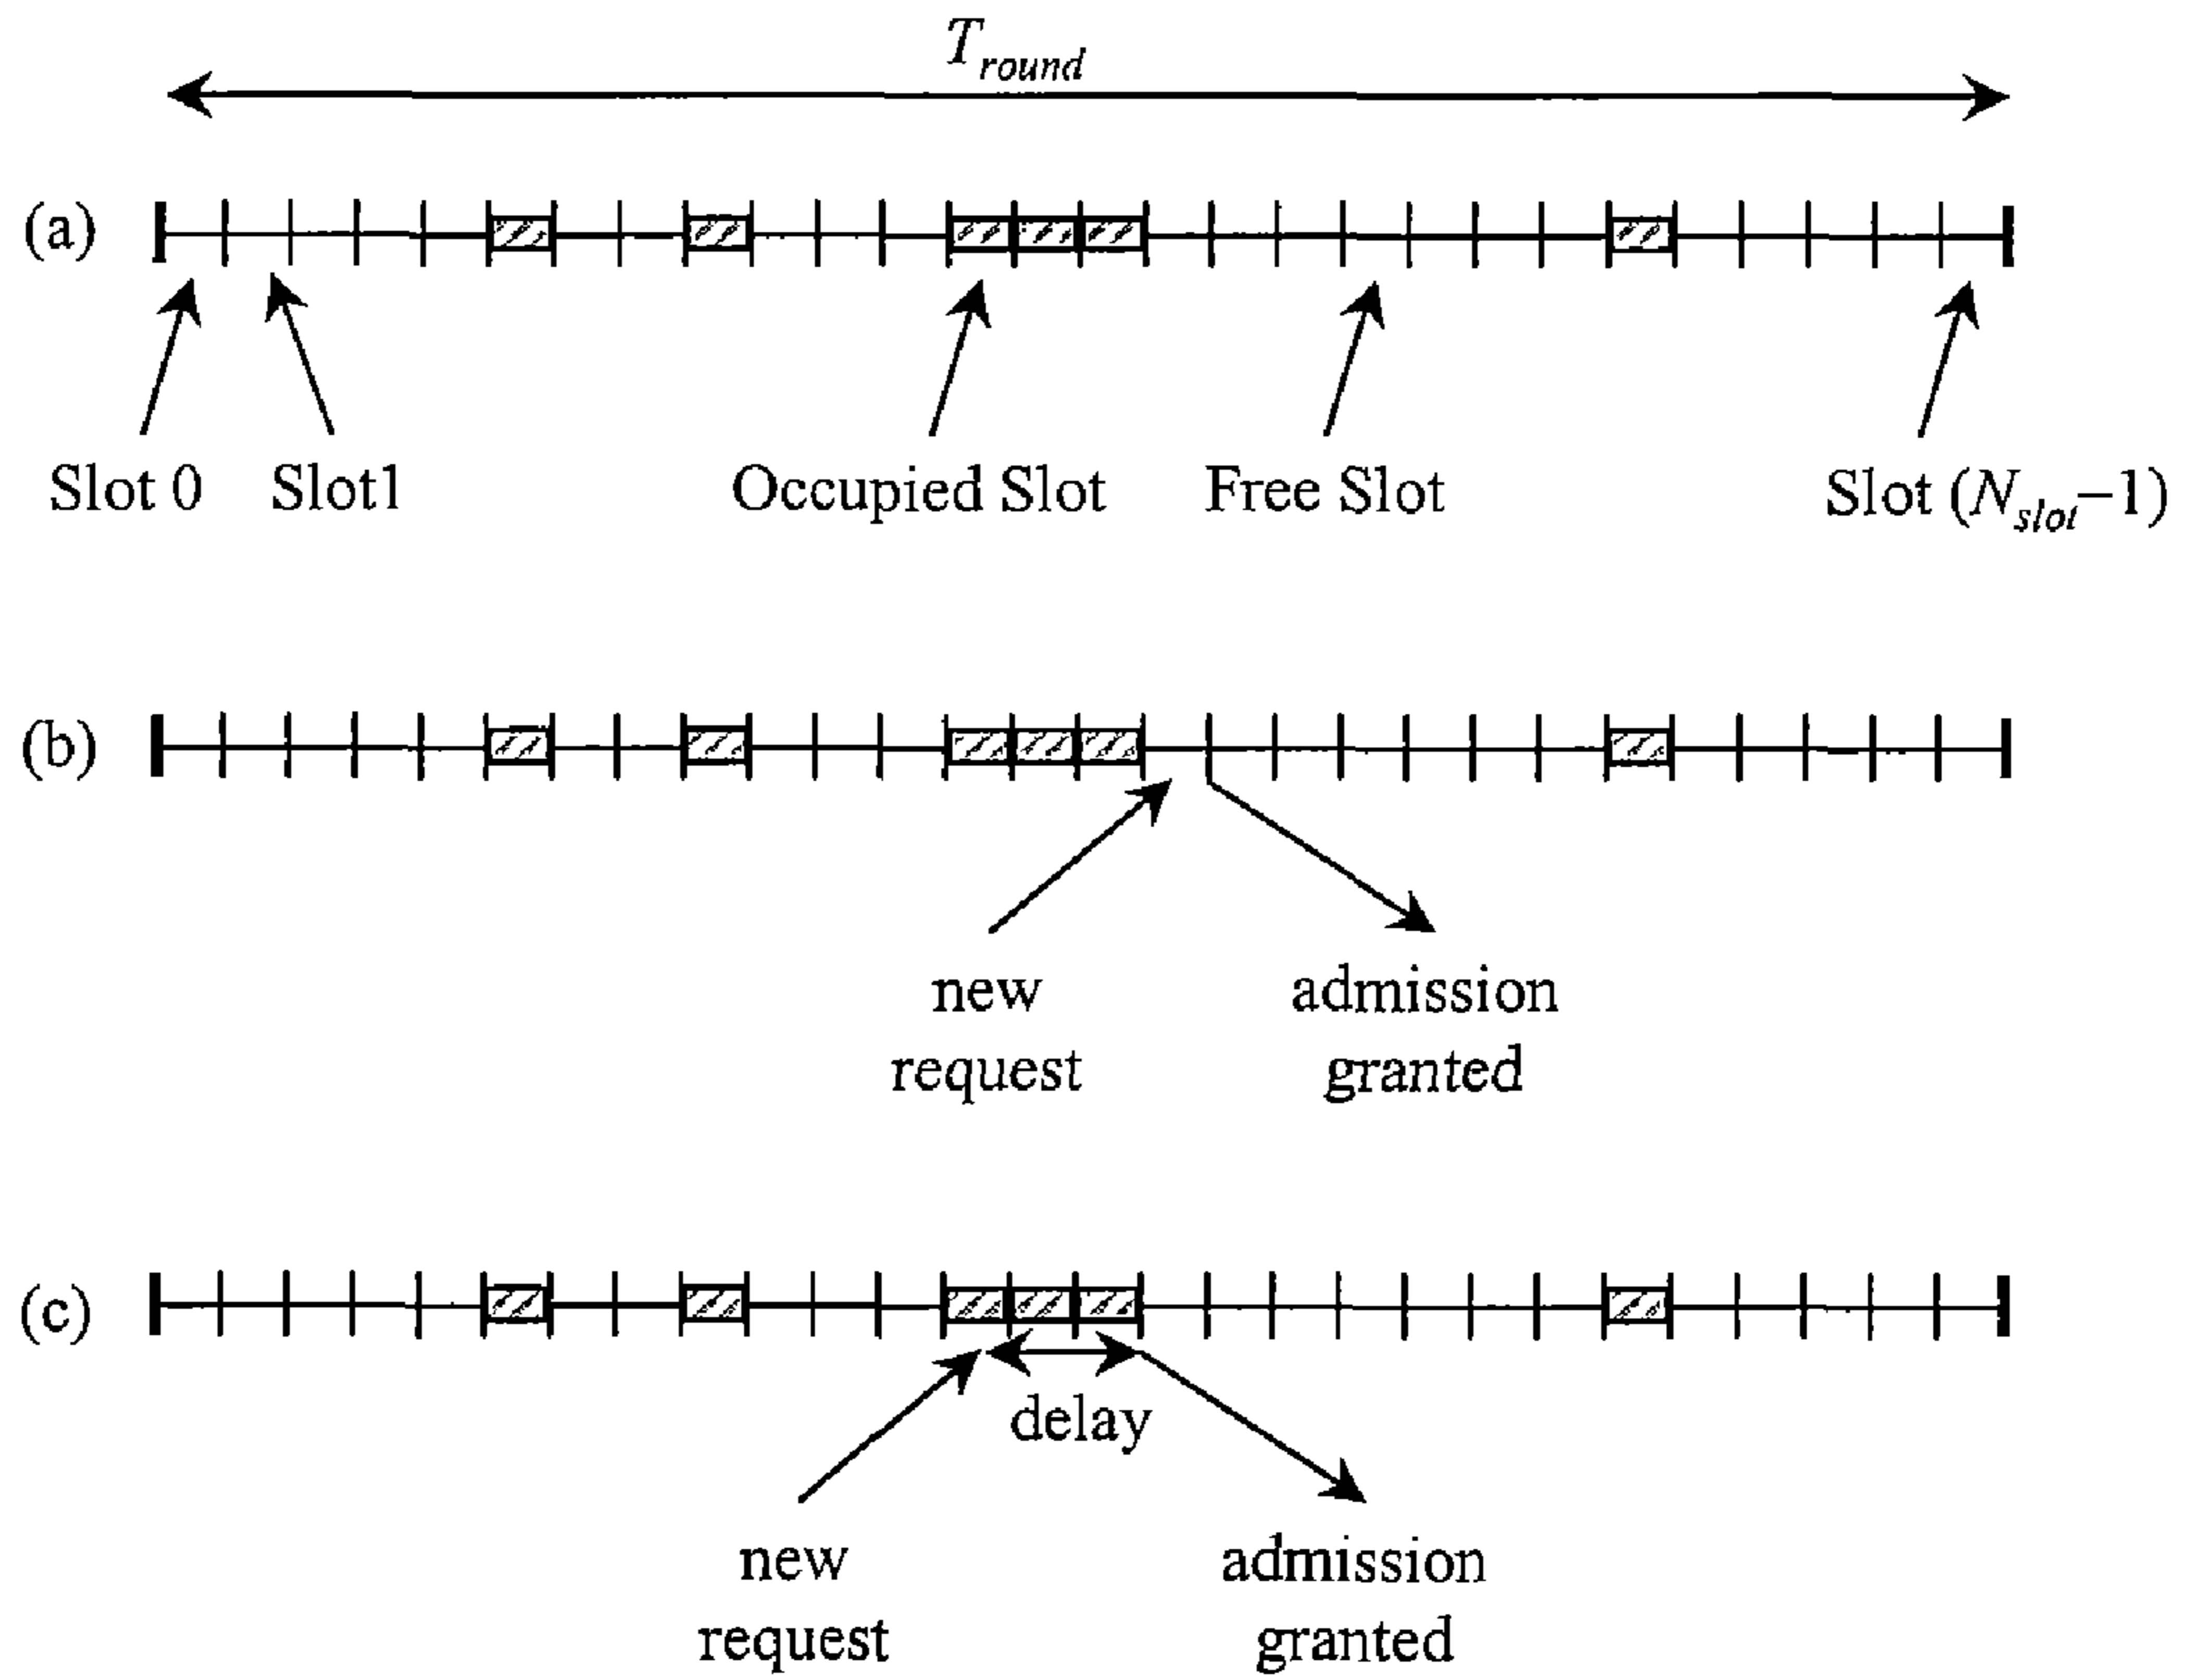 T_round
(a)
Slot 0 Slot1 Occupied Slot Free Slot Slot (N_slot−1)
(b)
new admission
request granted
(c)
delay
new admission
request granted